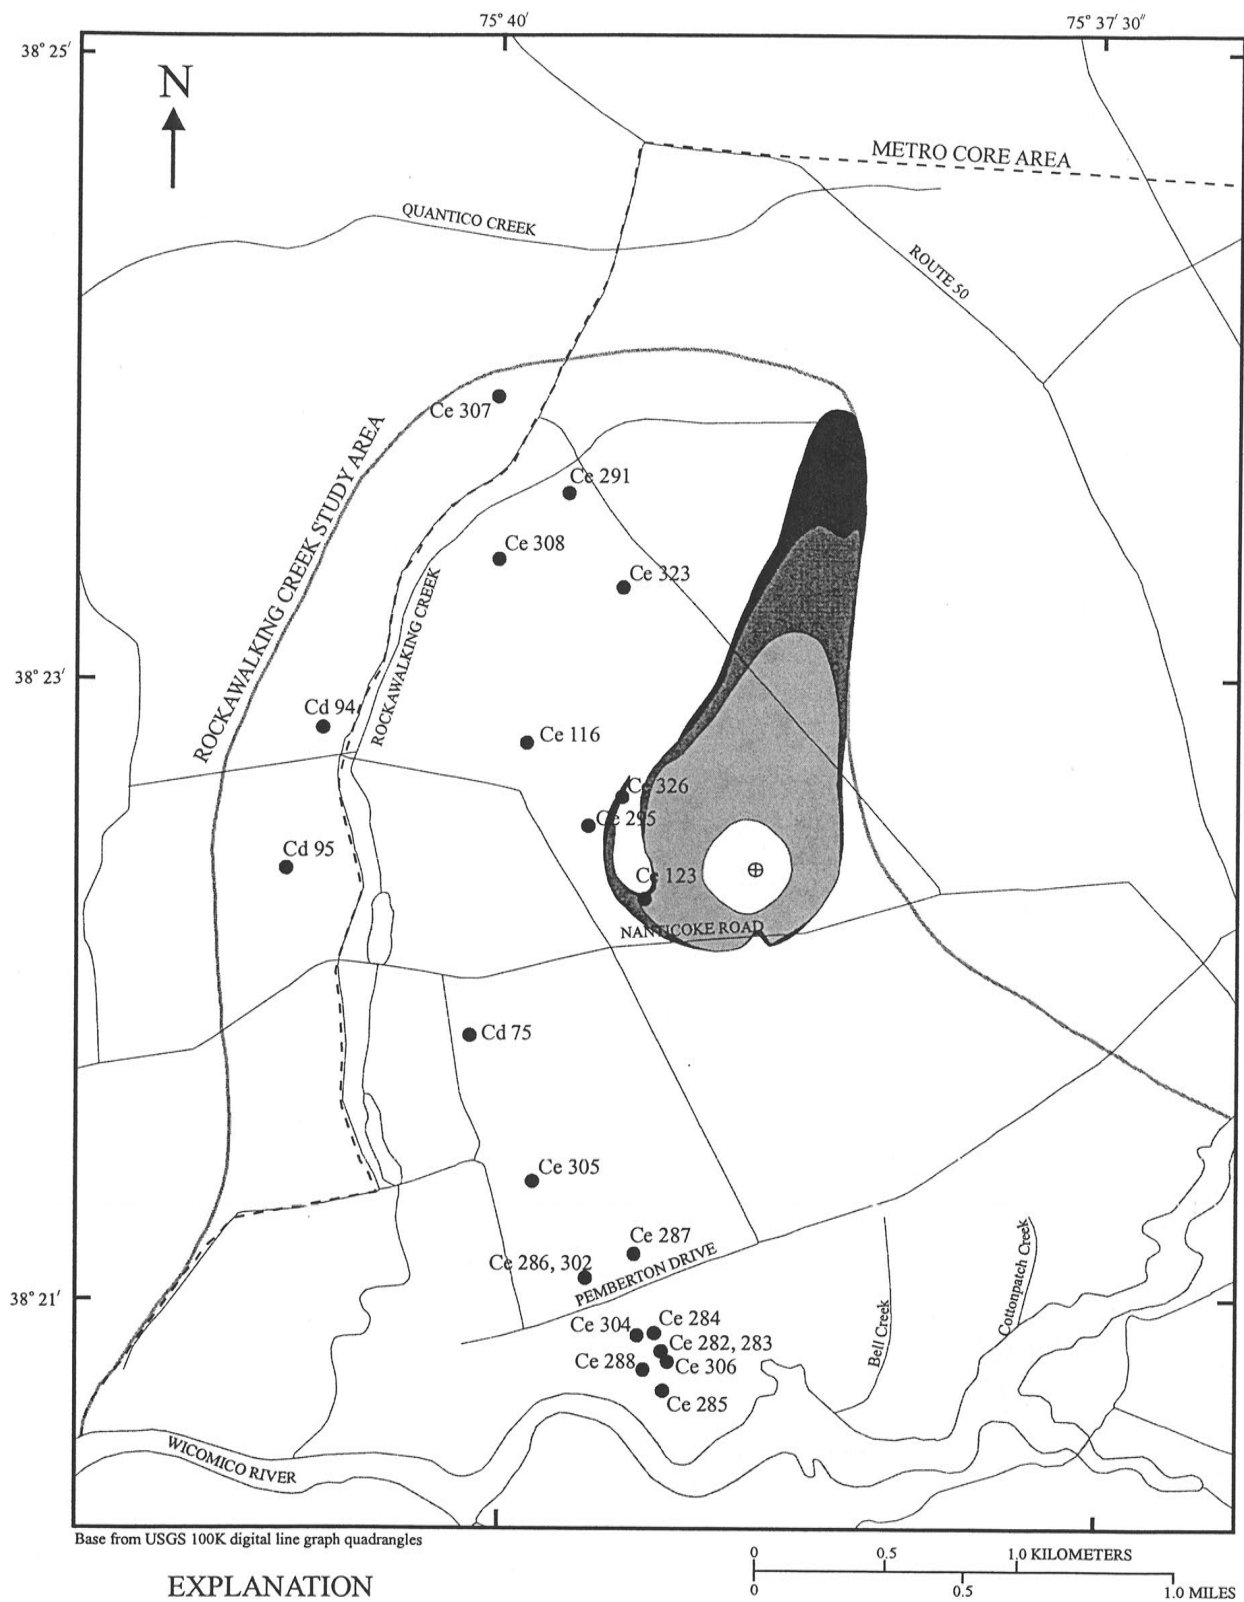 75° 40′
75° 37′ 30″
38° 25′
N
METRO CORE AREA
QUANTICO CREEK
ROUTE 50
Ce 307
ROCKAWALKING CREEK STUDY AREA
Ce 291
Ce 308
Ce 323
ROCKAWALKING CREEK
38° 23′
Cd 94
Ce 116
Ce 326
Ce 295
Cd 95
Ce 123
NANTICOKE ROAD
Cd 75
Ce 305
Ce 287
Ce 286, 302
PEMBERTON DRIVE
38° 21′
Cottonpatch Creek
Bell Creek
Ce 284
Ce 304
Ce 282, 283
Ce 288
Ce 306
Ce 285
WICOMICO RIVER
Base from USGS 100K digital line graph quadrangles
0 0.5 1.0 KILOMETERS
0 0.5 1.0 MILES
EXPLANATION